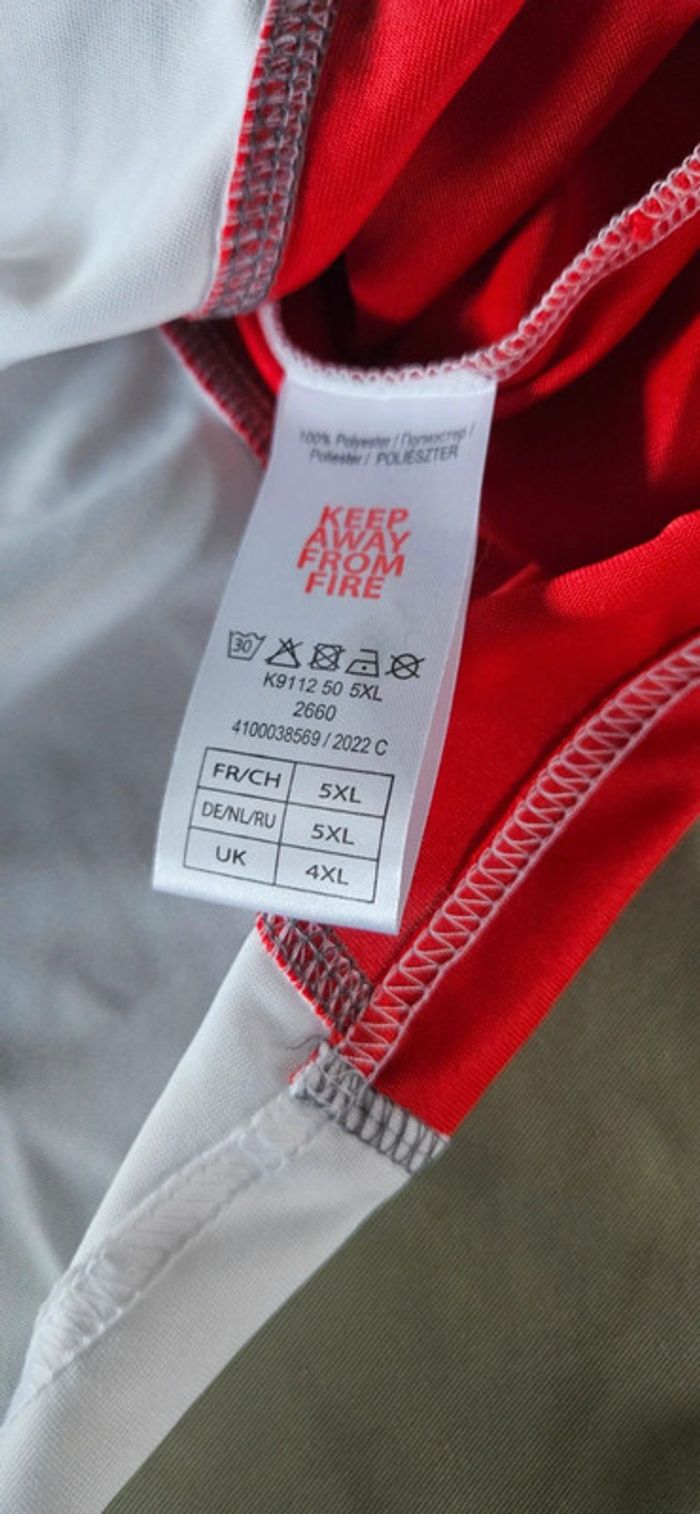 100% Polyester / Полиэстер /
Poliester / POLIÉSZTER
KEEP
AWAY
FROM
FIRE
30
K9112 50 5XL
2660
4100038569 / 2022 C
FR/CH 5XL
DE/NL/RU 5XL
UK 4XL